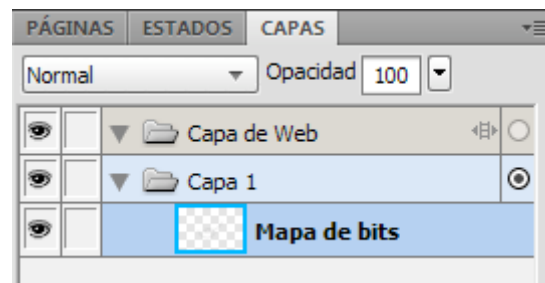 PÁGINAS ESTADOS CAPAS
Normal Opacidad 100
Capa de Web
Capa 1
Mapa de bits